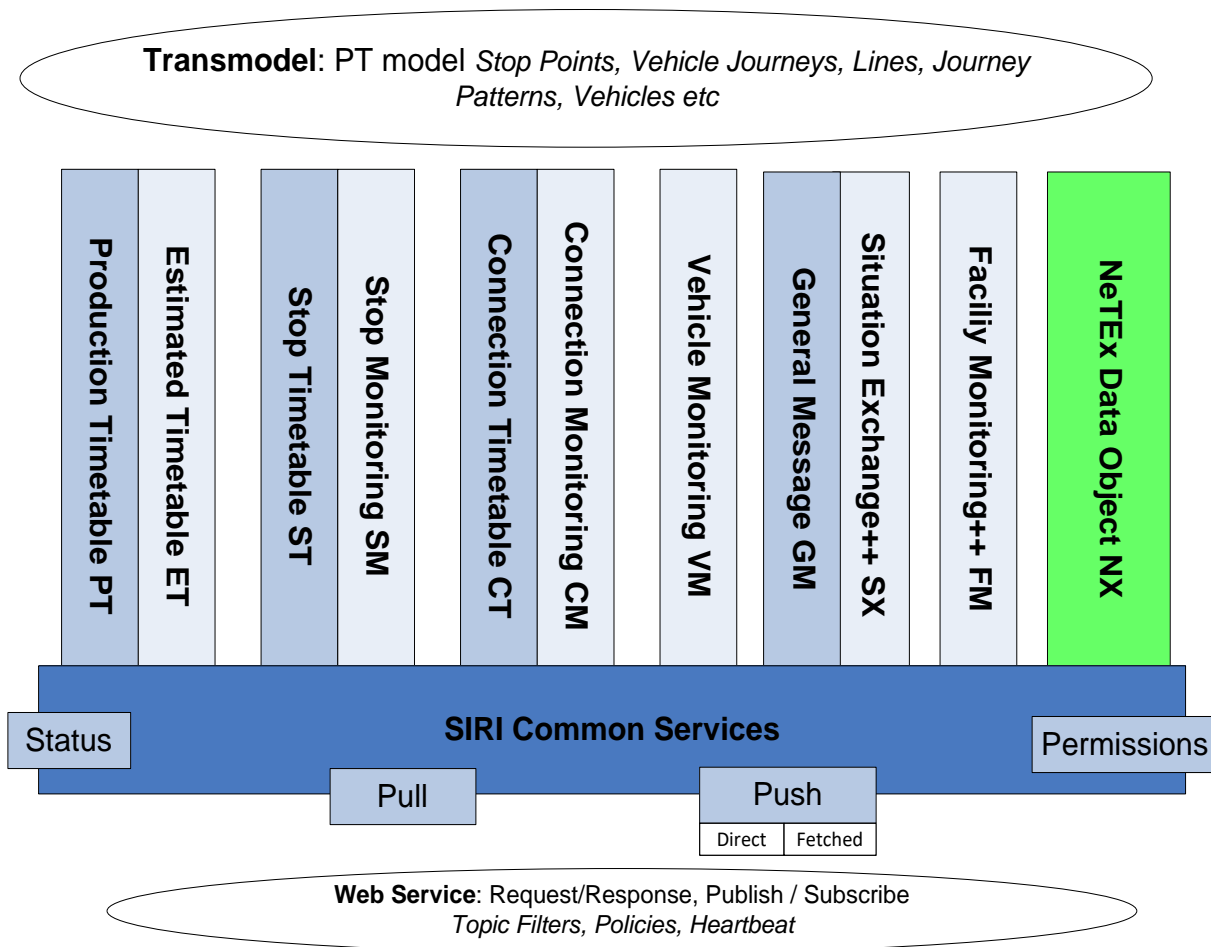 Transmodel: PT model Stop Points, Vehicle Journeys, Lines, Journey
Patterns, Vehicles etc
Production Timetable PT
Estimated Timetable ET
Stop Timetable ST
Stop Monitoring SM
Connection Timetable CT
Connection Monitoring CM
Vehicle Monitoring VM
General Message GM
Situation Exchange++ SX
Faciliy Monitoring++ FM
NeTEx Data Object NX
SIRI Common Services
Status
Permissions
Pull
Push
Direct
Fetched
Web Service: Request/Response, Publish / Subscribe
Topic Filters, Policies, Heartbeat